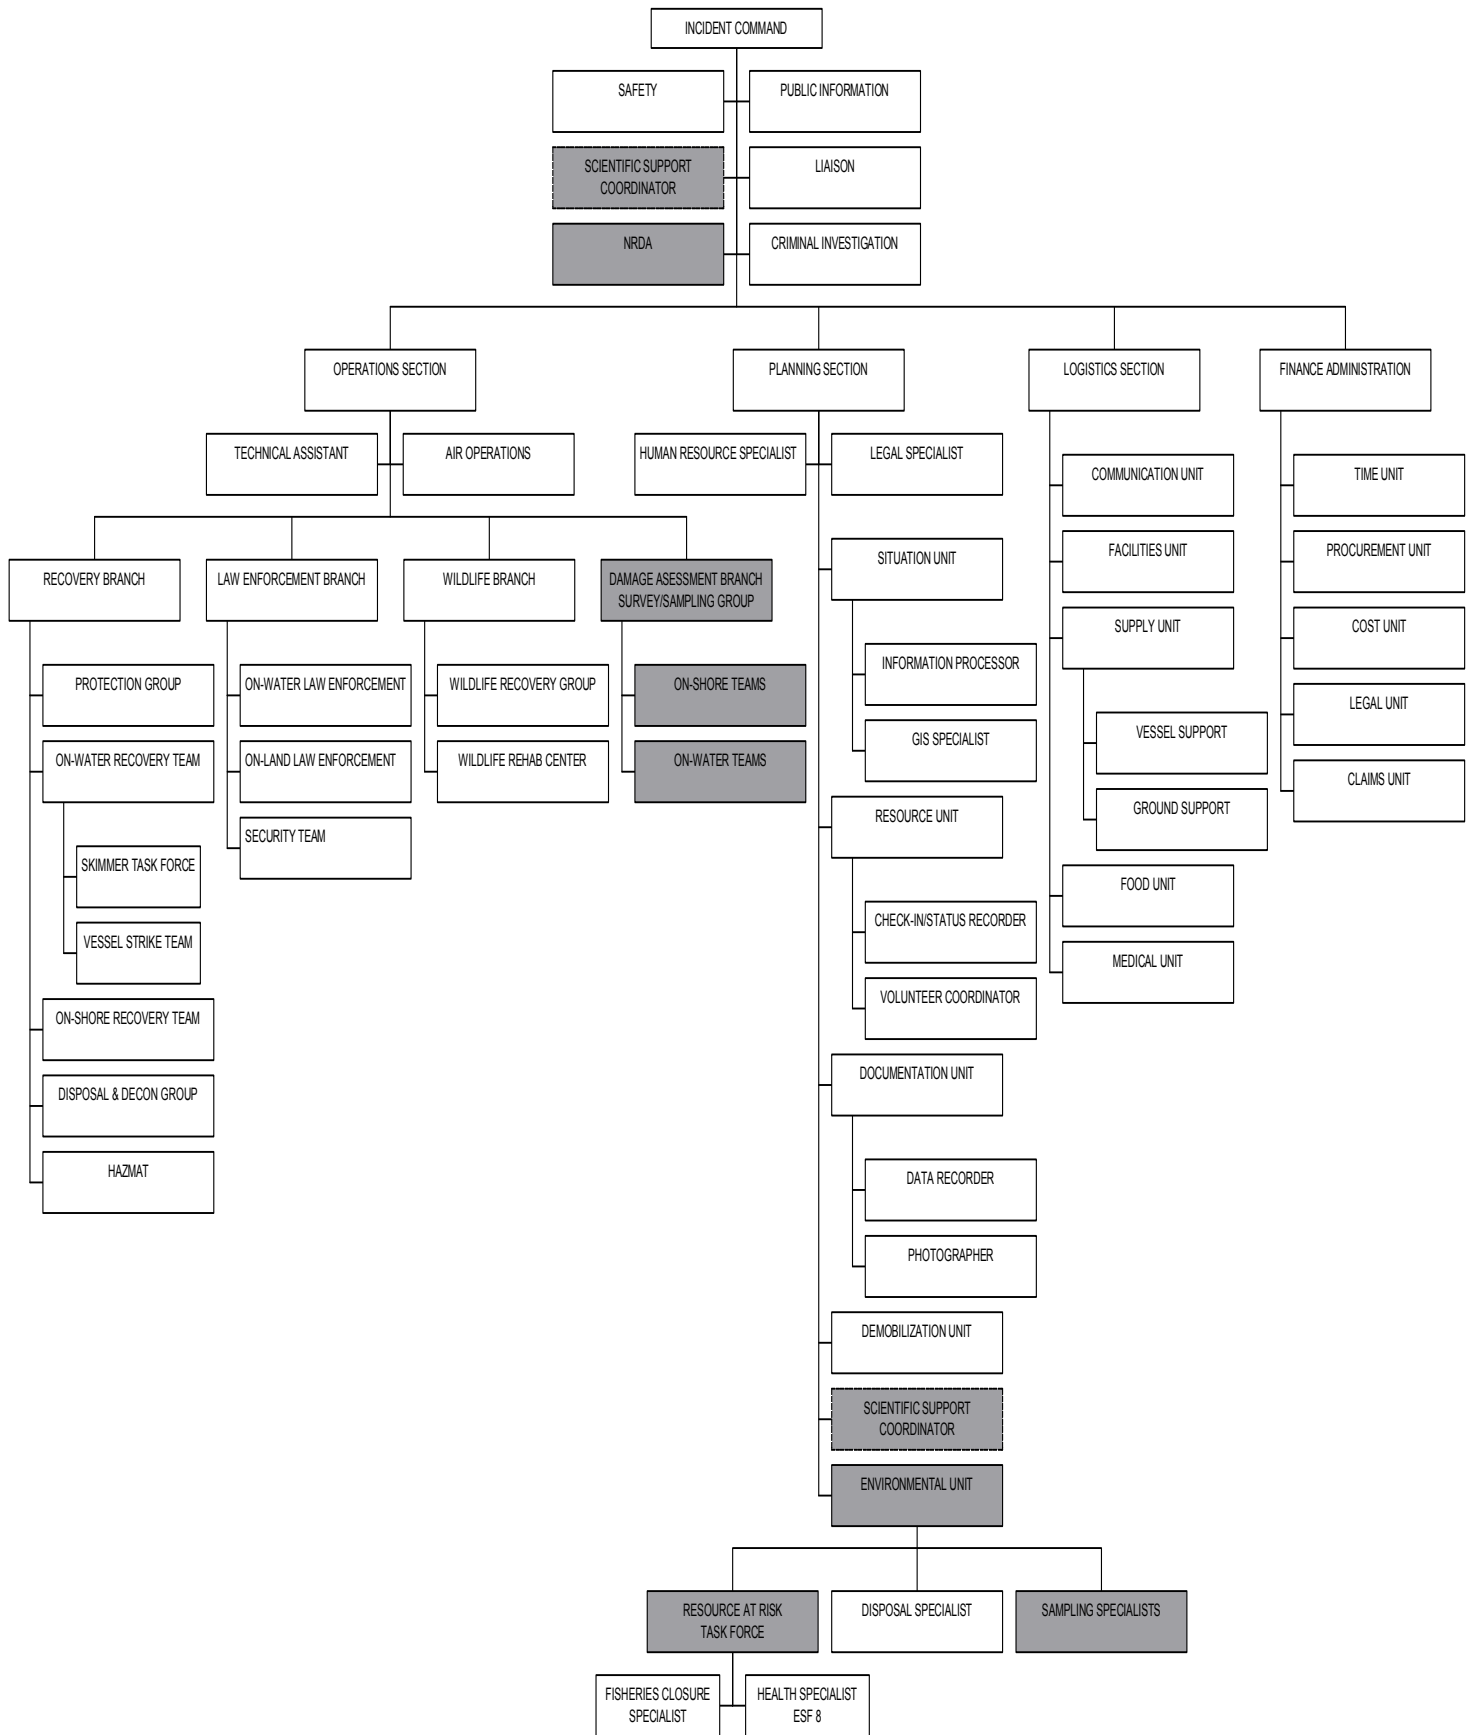 INCIDENT COMMAND
SAFETY
PUBLIC INFORMATION
SCIENTIFIC SUPPORT
COORDINATOR
LIAISON
NRDA
CRIMINAL INVESTIGATION
OPERATIONS SECTION
PLANNING SECTION
LOGISTICS SECTION
FINANCE ADMINISTRATION
TECHNICAL ASSISTANT
AIR OPERATIONS
RECOVERY BRANCH
LAW ENFORCEMENT BRANCH
WILDLIFE BRANCH
DAMAGE ASESSMENT BRANCH
SURVEY/SAMPLING GROUP
PROTECTION GROUP
ON-WATER RECOVERY TEAM
SKIMMER TASK FORCE
VESSEL STRIKE TEAM
ON-SHORE RECOVERY TEAM
DISPOSAL & DECON GROUP
HAZMAT
ON-WATER LAW ENFORCEMENT
ON-LAND LAW ENFORCEMENT
SECURITY TEAM
WILDLIFE RECOVERY GROUP
WILDLIFE REHAB CENTER
ON-SHORE TEAMS
ON-WATER TEAMS
HUMAN RESOURCE SPECIALIST
LEGAL SPECIALIST
SITUATION UNIT
INFORMATION PROCESSOR
GIS SPECIALIST
RESOURCE UNIT
CHECK-IN/STATUS RECORDER
VOLUNTEER COORDINATOR
DOCUMENTATION UNIT
DATA RECORDER
PHOTOGRAPHER
DEMOBILIZATION UNIT
SCIENTIFIC SUPPORT
COORDINATOR
ENVIRONMENTAL UNIT
RESOURCE AT RISK
TASK FORCE
DISPOSAL SPECIALIST
SAMPLING SPECIALISTS
FISHERIES CLOSURE
SPECIALIST
HEALTH SPECIALIST
ESF 8
COMMUNICATION UNIT
FACILITIES UNIT
SUPPLY UNIT
VESSEL SUPPORT
GROUND SUPPORT
FOOD UNIT
MEDICAL UNIT
TIME UNIT
PROCUREMENT UNIT
COST UNIT
LEGAL UNIT
CLAIMS UNIT